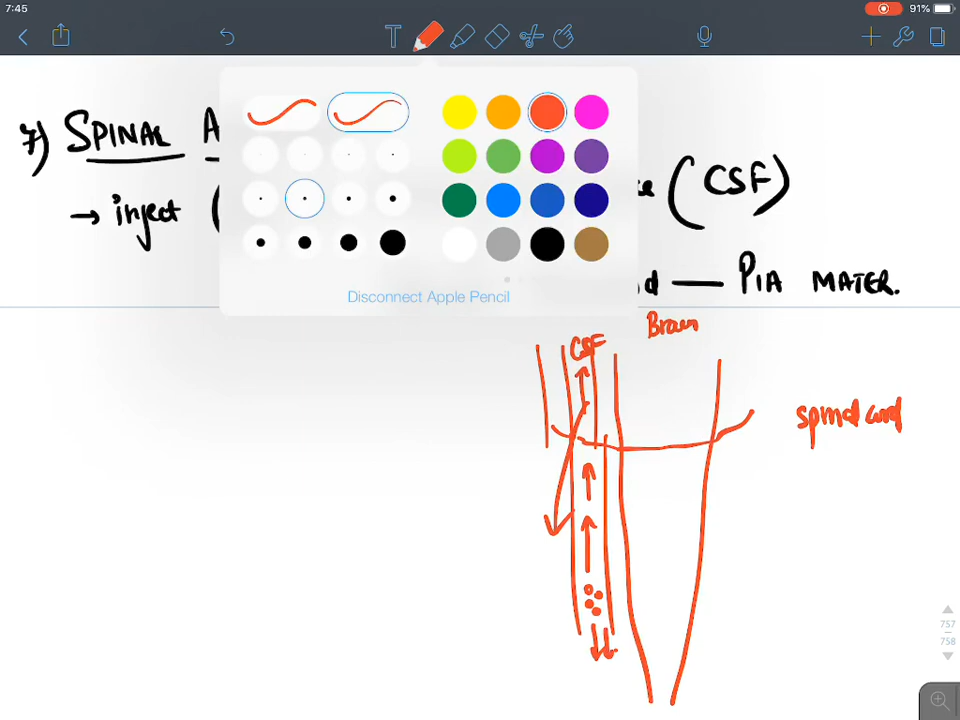 7:45
91%
T
7) SPINAL A
→ inject (
(CSF)
d — PIA MATER.
Disconnect Apple Pencil
Brain
CSF
spinal cord
757
758